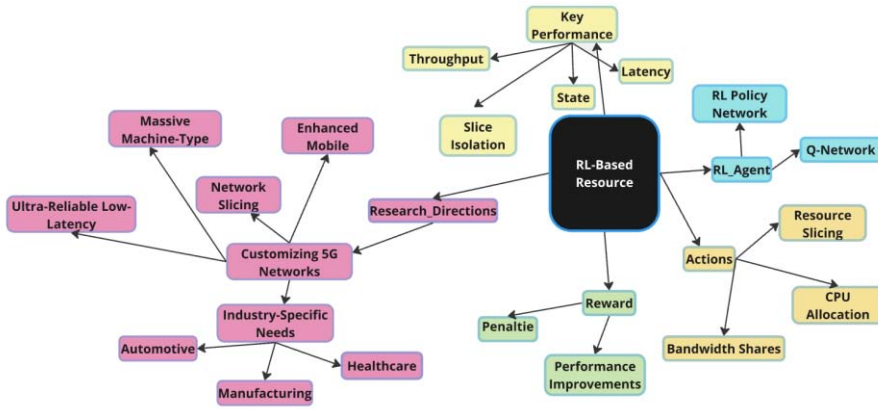 Key
Performance
Throughput
Latency
State
Slice
Isolation
RL Policy
Network
RL_Agent
Q-Network
RL-Based
Resource
Massive
Machine-Type
Enhanced
Mobile
Network
Slicing
Ultra-Reliable Low-
Latency
Research_Directions
Customizing 5G
Networks
Industry-Specific
Needs
Automotive
Healthcare
Manufacturing
Resource
Slicing
Actions
CPU
Allocation
Bandwidth Shares
Reward
Penaltie
Performance
Improvements